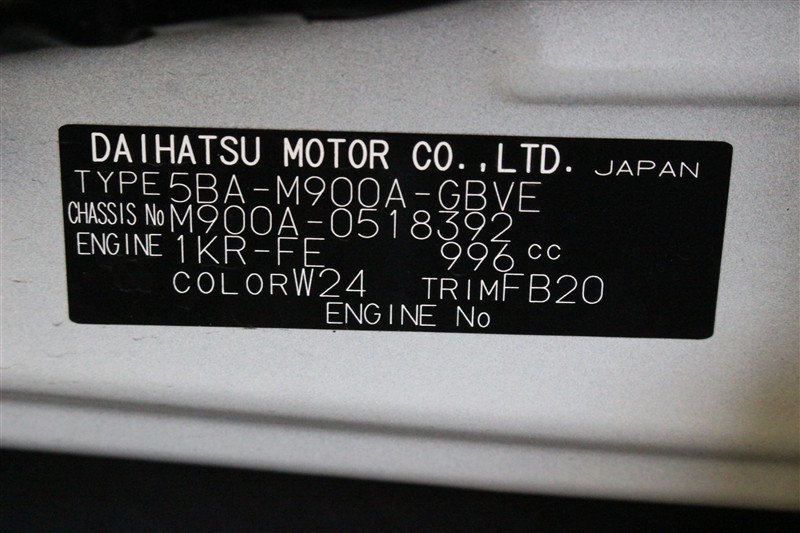 DAIHATSU MOTOR CO.,LTD. JAPAN
TYPE 5BA-M900A-GBVE
CHASSIS No M900A-0518392
ENGINE 1KR-FE 996 cc
COLOR W24 TRIM FB20
ENGINE No